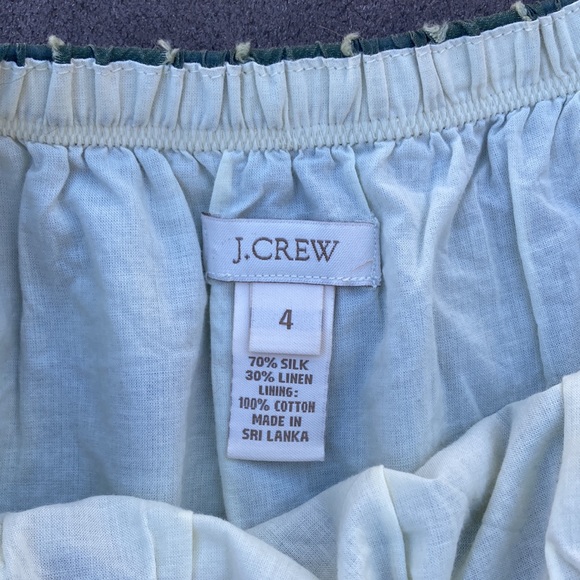 J.CREW
4
70% SILK
30% LINEN
LINING:
100% COTTON
MADE IN
SRI LANKA